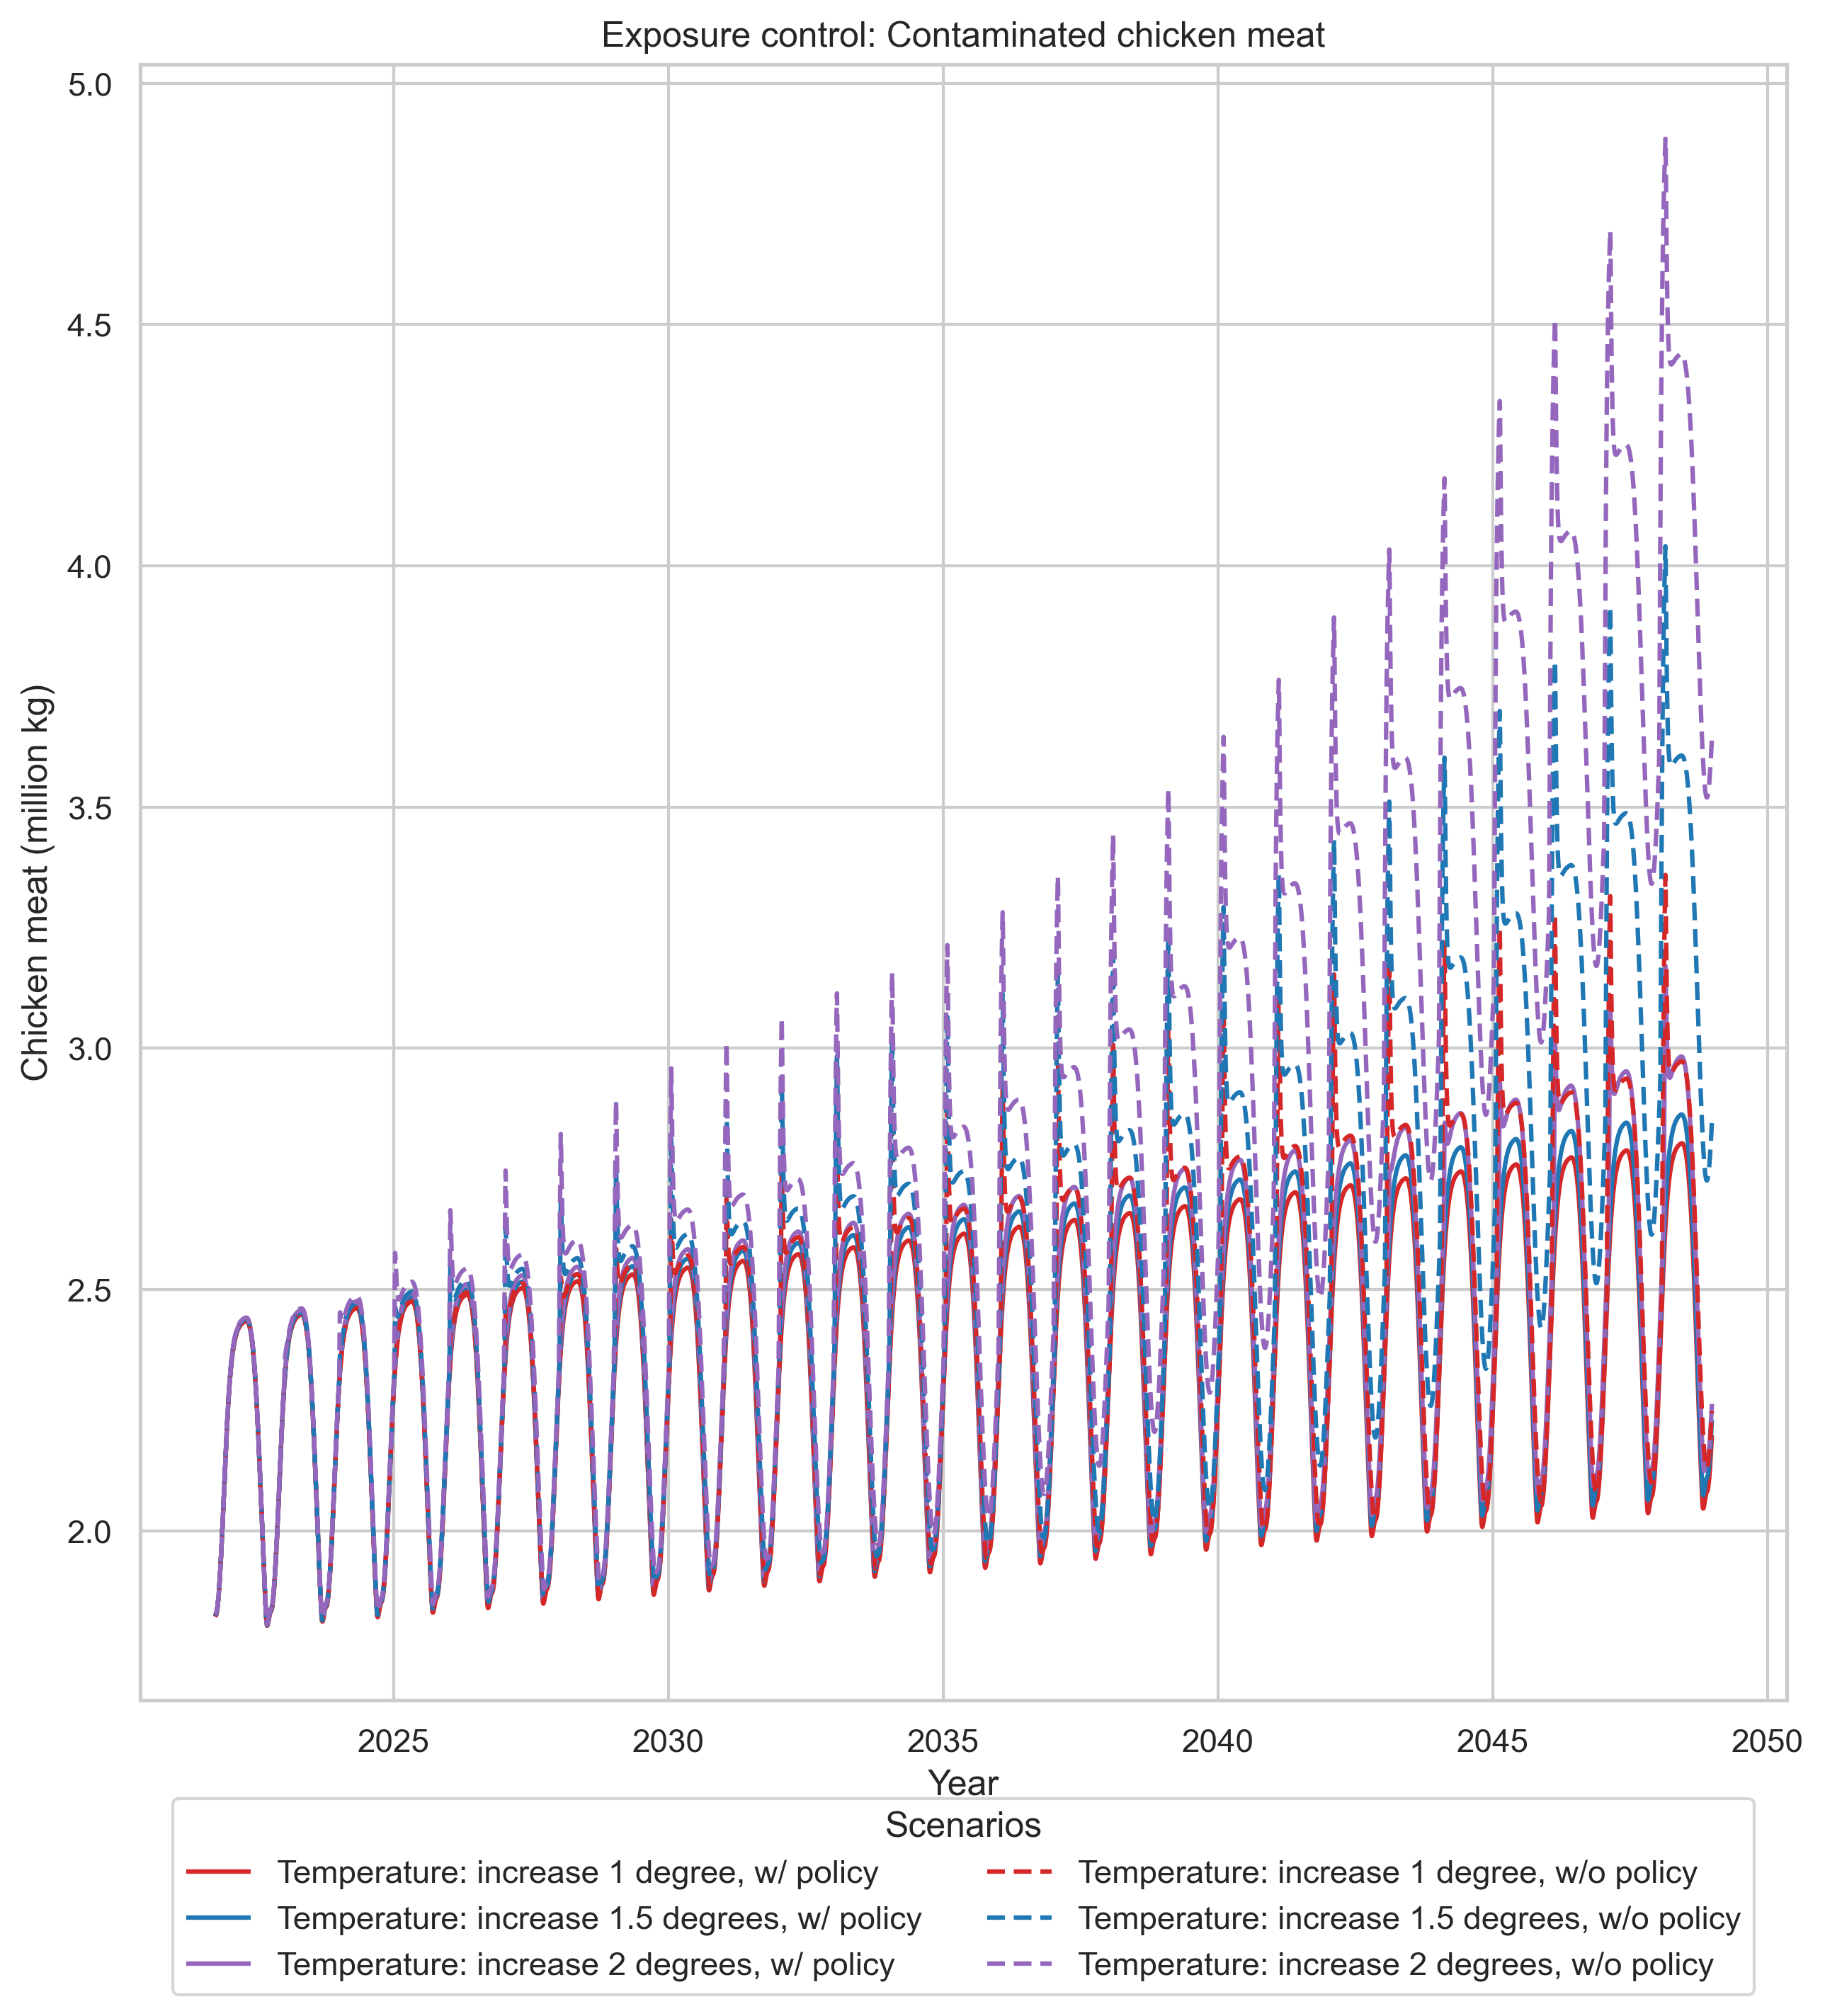 Exposure control: Contaminated chicken meat
5.0
4.5
4.0
3.5
3.0
2.5
2.0
Chicken meat (million kg)
2025
2030
2035
2040
2045
2050
Year
Scenarios
Temperature: increase 1 degree, w/ policy
Temperature: increase 1.5 degrees, w/ policy
Temperature: increase 2 degrees, w/ policy
Temperature: increase 1 degree, w/o policy
Temperature: increase 1.5 degrees, w/o policy
Temperature: increase 2 degrees, w/o policy